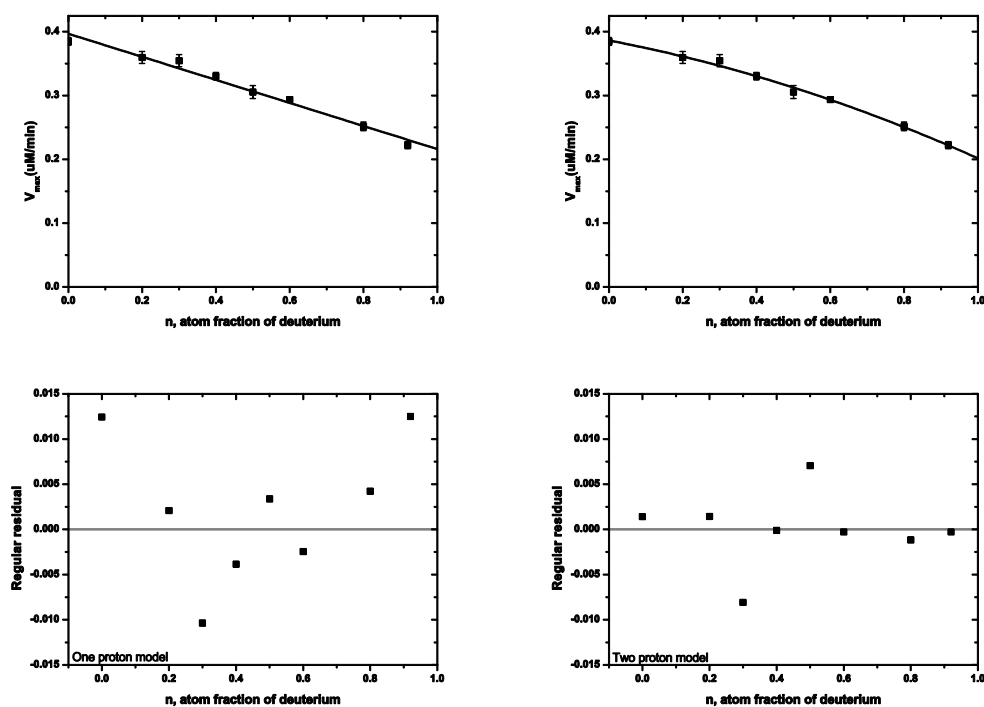 0.4
0.3
0.2
0.1
0.0
V max (uM/min)
0.0 0.2 0.4 0.6 0.8 1.0
n, atom fraction of deuterium
0.4
0.3
0.2
0.1
0.0
V max (uM/min)
0.0 0.2 0.4 0.6 0.8 1.0
n, atom fraction of deuterium
0.015
0.010
0.005
0.000
-0.005
-0.010
-0.015
Regular residual
One proton model
0.0 0.2 0.4 0.6 0.8 1.0
n, atom fraction of deuterium
0.015
0.010
0.005
0.000
-0.005
-0.010
-0.015
Regular residual
Two proton model
0.0 0.2 0.4 0.6 0.8 1.0
n, atom fraction of deuterium